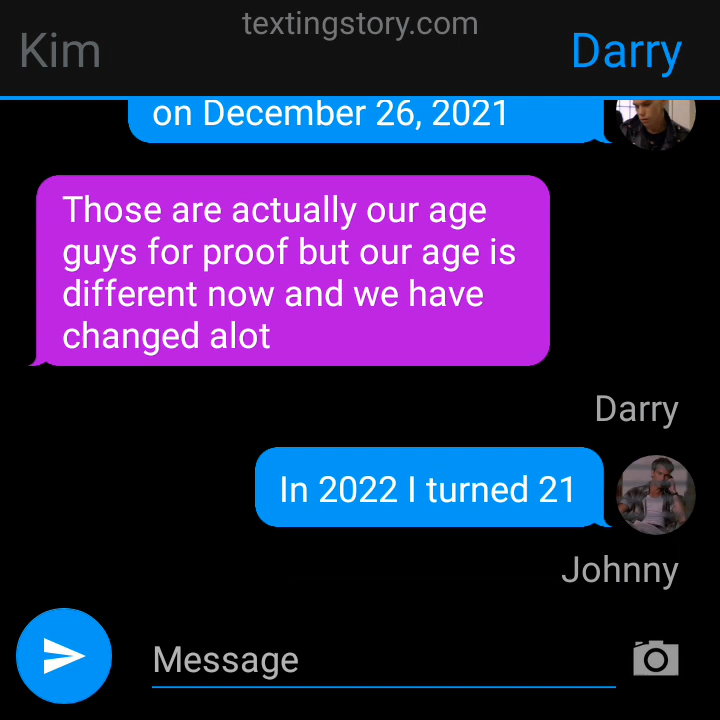 textingstory.com
Kim
Darry
on December 26, 2021
Those are actually our age
guys for proof but our age is
different now and we have
changed alot
Darry
In 2022 I turned 21
Johnny
Message